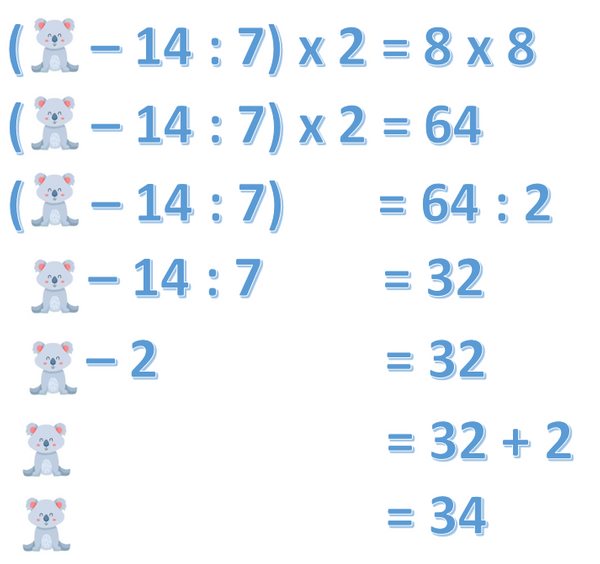 ( − 14 : 7) x 2 = 8 x 8
( − 14 : 7) x 2 = 64
( − 14 : 7) = 64 : 2
− 14 : 7 = 32
− 2 = 32
= 32 + 2
= 34